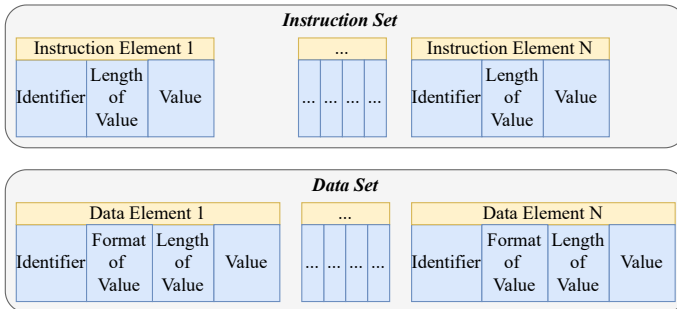 Instruction Set
Instruction Element 1
...
Instruction Element N
Identifier
Length
of
Value
Value
...
...
...
...
Identifier
Length
of
Value
Value
Data Set
Data Element 1
...
Data Element N
Identifier
Format
of
Value
Length
of
Value
Value
...
...
...
...
Identifier
Format
of
Value
Length
of
Value
Value